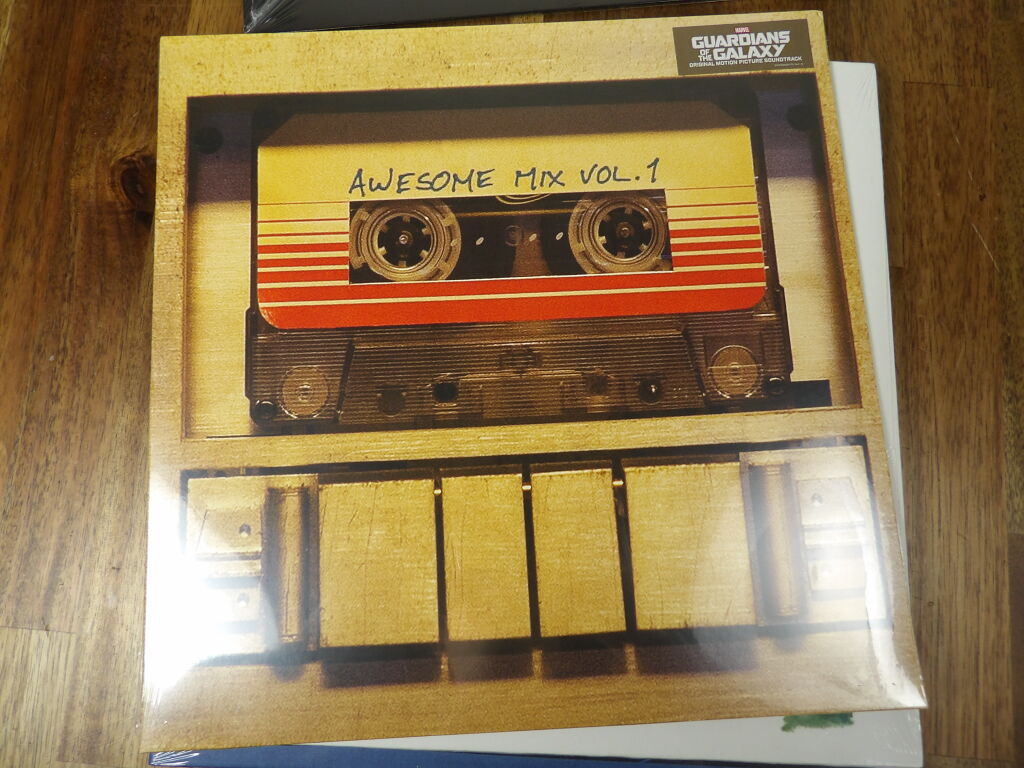 MARVEL
GUARDIANS
OF THE GALAXY
ORIGINAL MOTION PICTURE SOUNDTRACK
AWESOME MIX VOL. 1